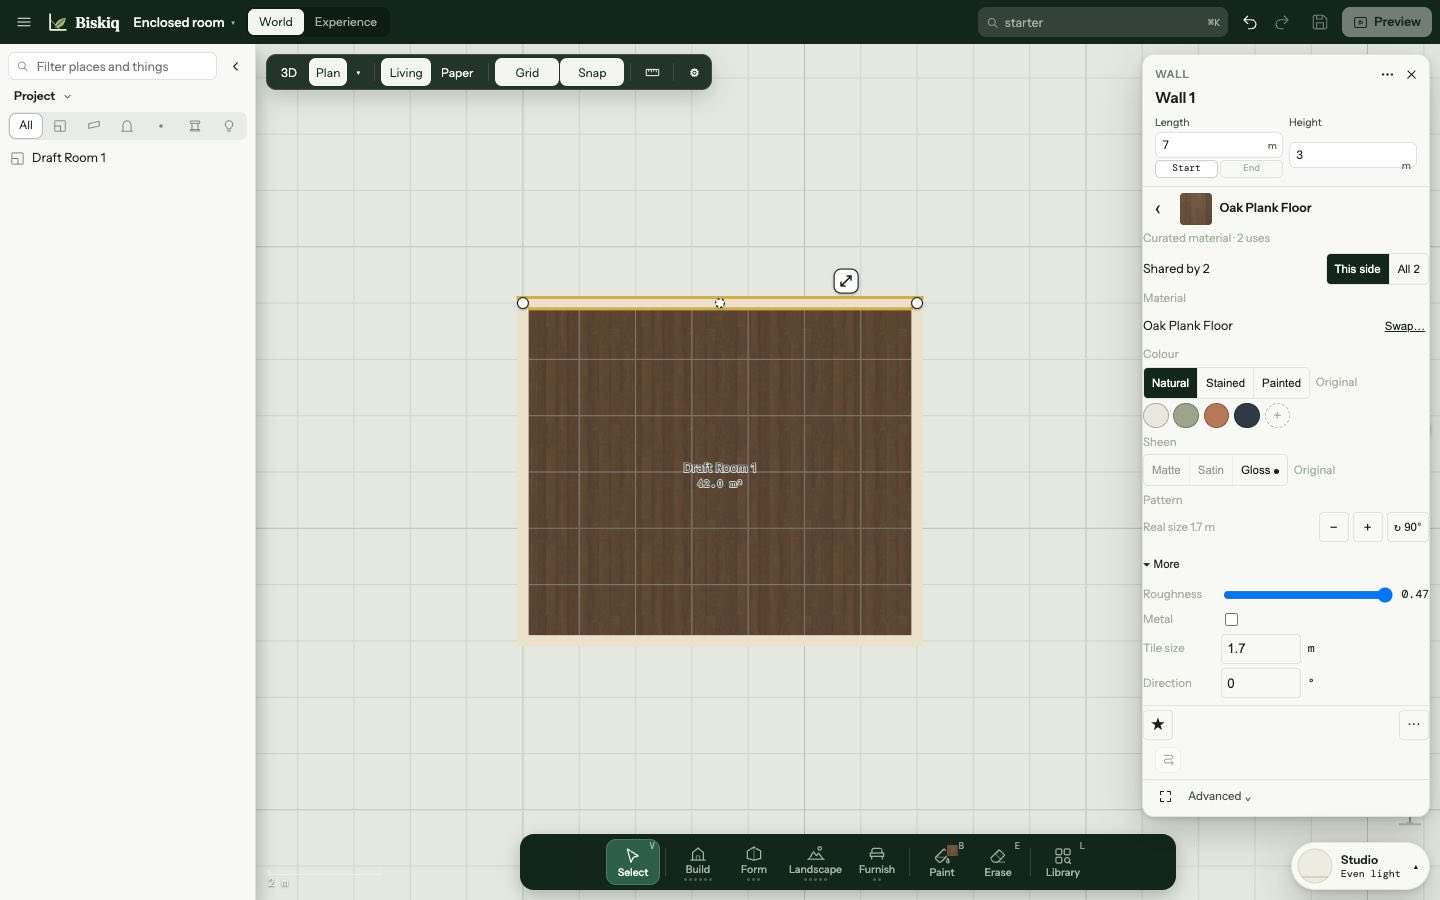 Biskiq
Enclosed room
World
Experience
starter
⌘K
Preview
Filter places and things
Project
All
Draft Room 1
3D
Plan
Living
Paper
Grid
Snap
Draft Room 1
42.0 m²
2 m
WALL
Wall 1
Length
Height
7 m
3 m
Start
End
Oak Plank Floor
Curated material · 2 uses
Shared by 2
This side
All 2
Material
Oak Plank Floor
Swap…
Colour
Natural
Stained
Painted
Original
+
Sheen
Matte
Satin
Gloss
Original
Pattern
Real size 1.7 m
−
+
↻ 90°
More
Roughness
0.47
Metal
Tile size
1.7
m
Direction
0
°
Advanced
V
Select
Build
Form
Landscape
Furnish
B
Paint
E
Erase
L
Library
Studio
Even light